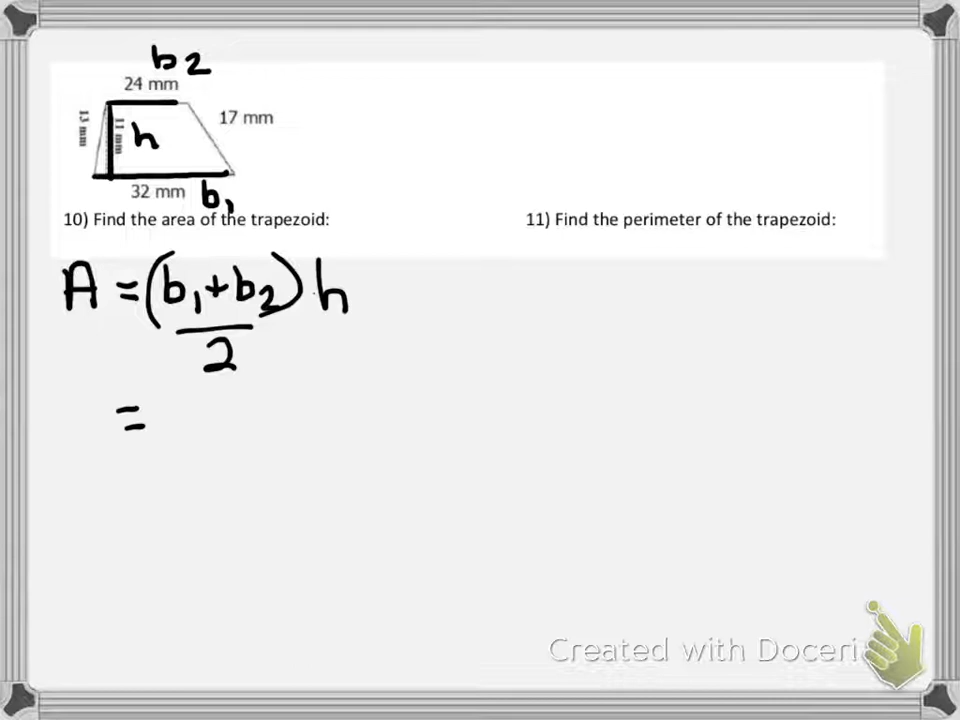 b2
24 mm
13 mm
11 mm
h
17 mm
32 mm
b₁
10) Find the area of the trapezoid:
11) Find the perimeter of the trapezoid:
A = (b₁+b₂)h
2
=
Created with Doceri